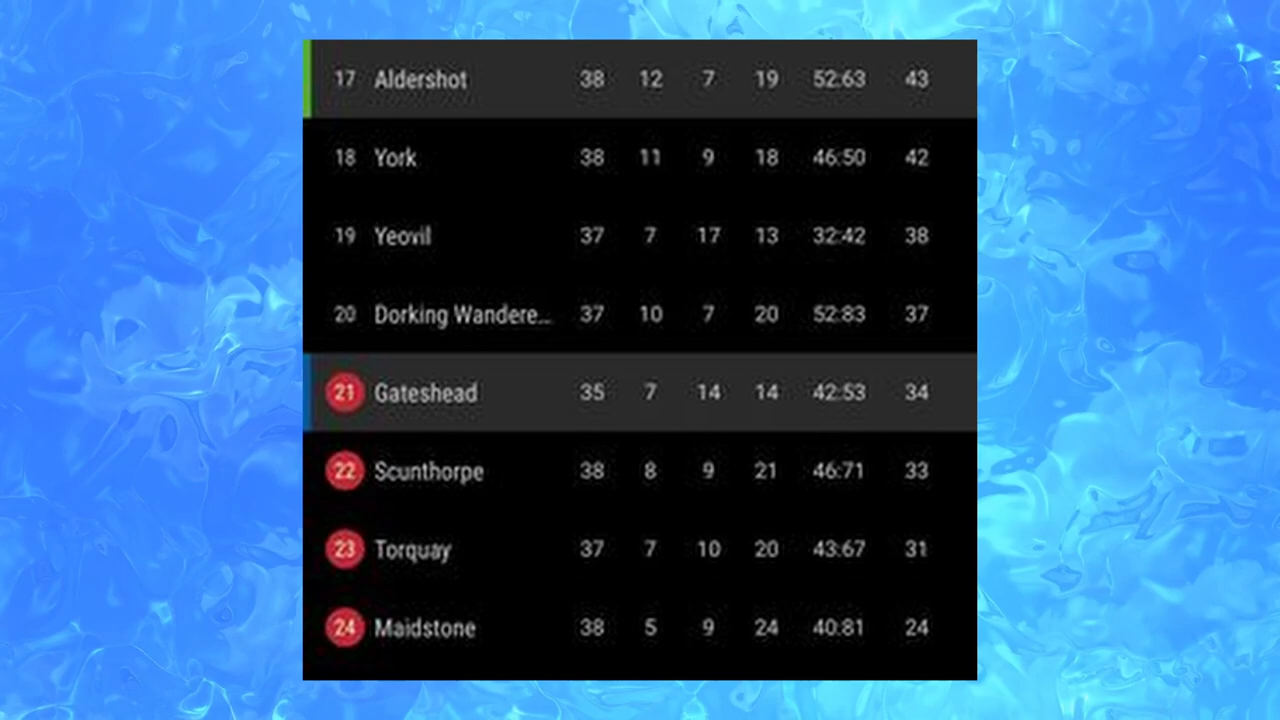 17 Aldershot 38 12 7 19 52:63 43
18 York 38 11 9 18 46:50 42
19 Yeovil 37 7 17 13 32:42 38
20 Dorking Wandere... 37 10 7 20 52:83 37
21 Gateshead 35 7 14 14 42:53 34
22 Scunthorpe 38 8 9 21 46:71 33
23 Torquay 37 7 10 20 43:67 31
24 Maidstone 38 5 9 24 40:81 24